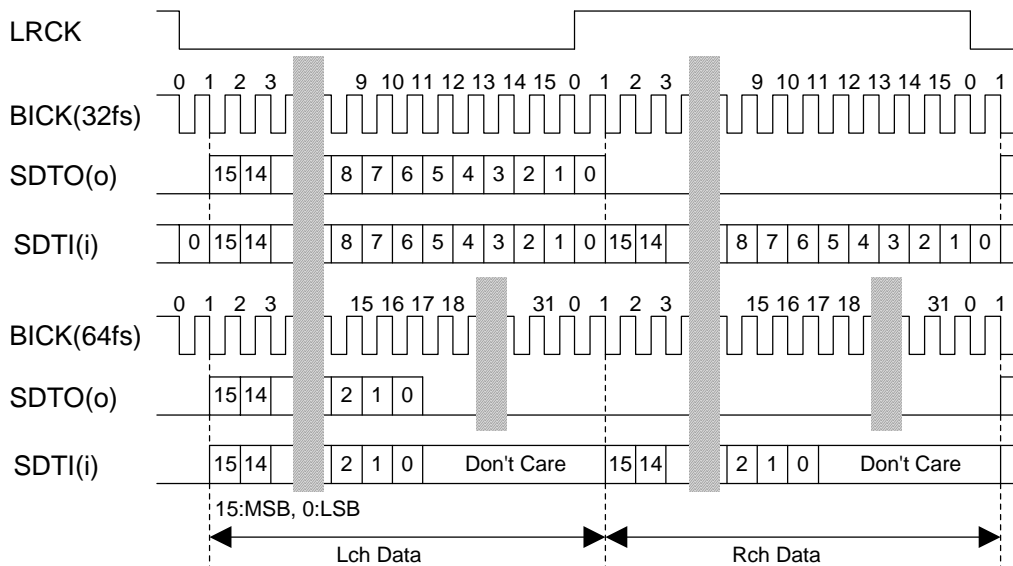 LRCK
0 1 2 3 9 10 11 12 13 14 15 0 1 2 3 9 10 11 12 13 14 15 0 1
BICK(32fs)
SDTO(o) 15 14 8 7 6 5 4 3 2 1 0
SDTI(i) 0 15 14 8 7 6 5 4 3 2 1 0 15 14 8 7 6 5 4 3 2 1 0
0 1 2 3 15 16 17 18 31 0 1 2 3 15 16 17 18 31 0 1
BICK(64fs)
SDTO(o) 15 14 2 1 0
SDTI(i) 15 14 2 1 0 Don't Care 15 14 2 1 0 Don't Care
15:MSB, 0:LSB
Lch Data Rch Data